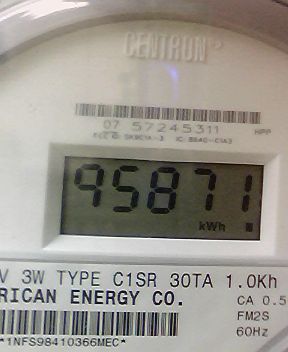 CENTRON®
07 57245311 HPP
95871
kWh
V 3W TYPE C1SR 30TA 1.0Kh
RICAN ENERGY CO.
CA 0.5
FM2S
60Hz
*1NFS98410366MEC*